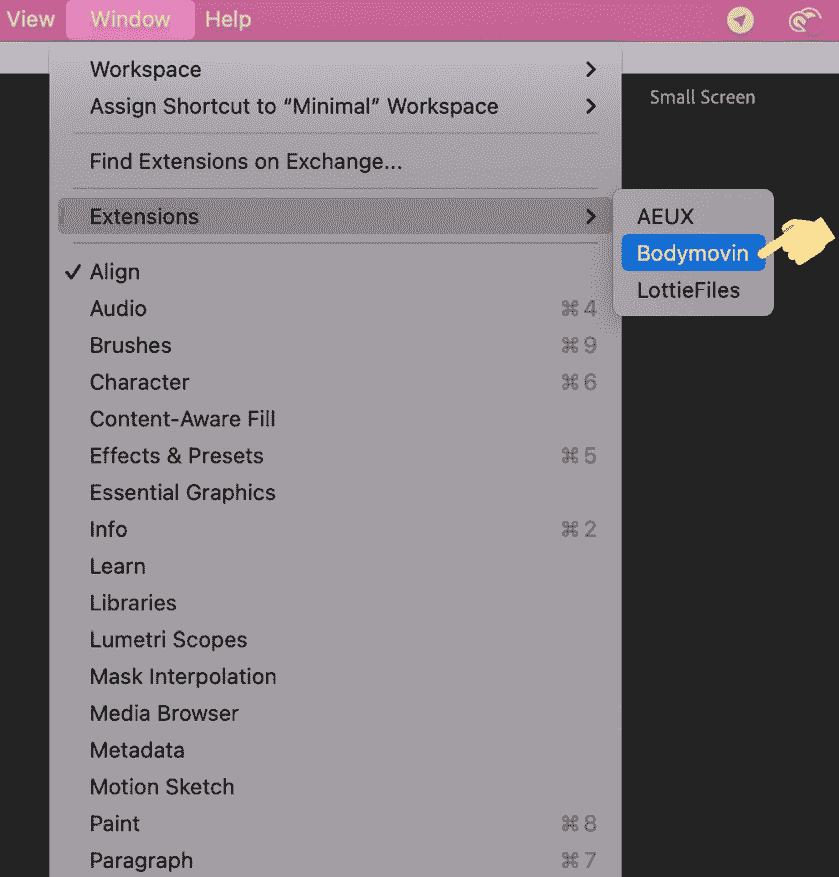 View Window Help
Small Screen
Workspace
Assign Shortcut to “Minimal” Workspace
Find Extensions on Exchange...
Extensions
AEUX
Bodymovin
LottieFiles
✓ Align
Audio ⌘ 4
Brushes ⌘ 9
Character ⌘ 6
Content-Aware Fill
Effects & Presets ⌘ 5
Essential Graphics
Info ⌘ 2
Learn
Libraries
Lumetri Scopes
Mask Interpolation
Media Browser
Metadata
Motion Sketch
Paint ⌘ 8
Paragraph ⌘ 7